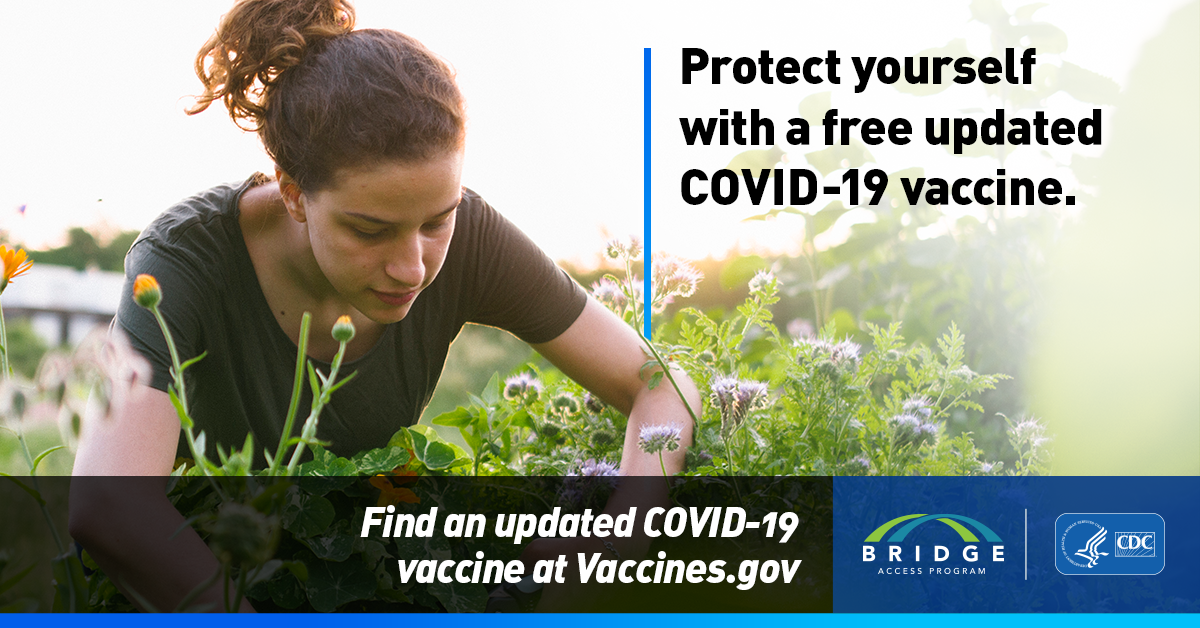 Protect yourself
with a free updated
COVID-19 vaccine.
Find an updated COVID-19
vaccine at Vaccines.gov
BRIDGE
ACCESS PROGRAM
CDC